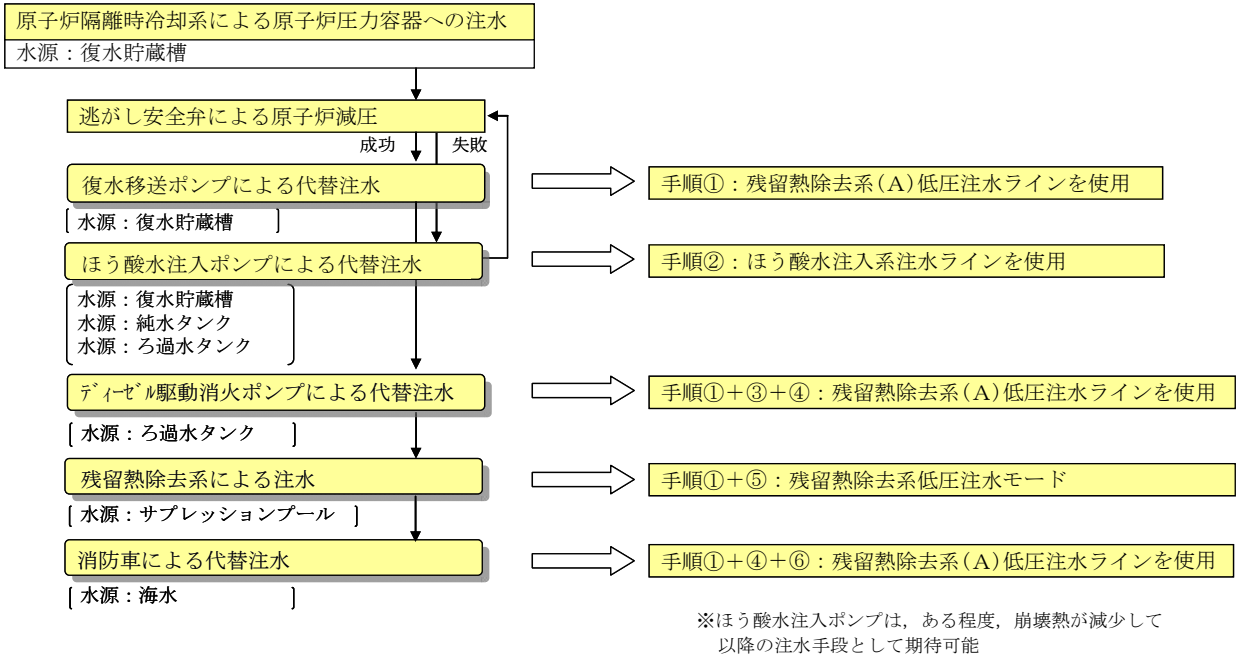 原子炉隔離時冷却系による原子炉圧力容器への注水
水源：復水貯蔵槽
逃がし安全弁による原子炉減圧
成功 失敗
復水移送ポンプによる代替注水
手順①：残留熱除去系(A)低圧注水ラインを使用
水源：復水貯蔵槽
ほう酸水注入ポンプによる代替注水
手順②：ほう酸水注入系注水ラインを使用
水源：復水貯蔵槽
水源：純水タンク
水源：ろ過水タンク
ﾃﾞｨｰｾﾞﾙ駆動消火ポンプによる代替注水
手順①＋③＋④：残留熱除去系(A)低圧注水ラインを使用
水源：ろ過水タンク
残留熱除去系による注水
手順①＋⑤：残留熱除去系低圧注水モード
水源：サプレッションプール
消防車による代替注水
手順①＋④＋⑥：残留熱除去系(A)低圧注水ラインを使用
水源：海水
※ほう酸水注入ポンプは，ある程度，崩壊熱が減少して
以降の注水手段として期待可能